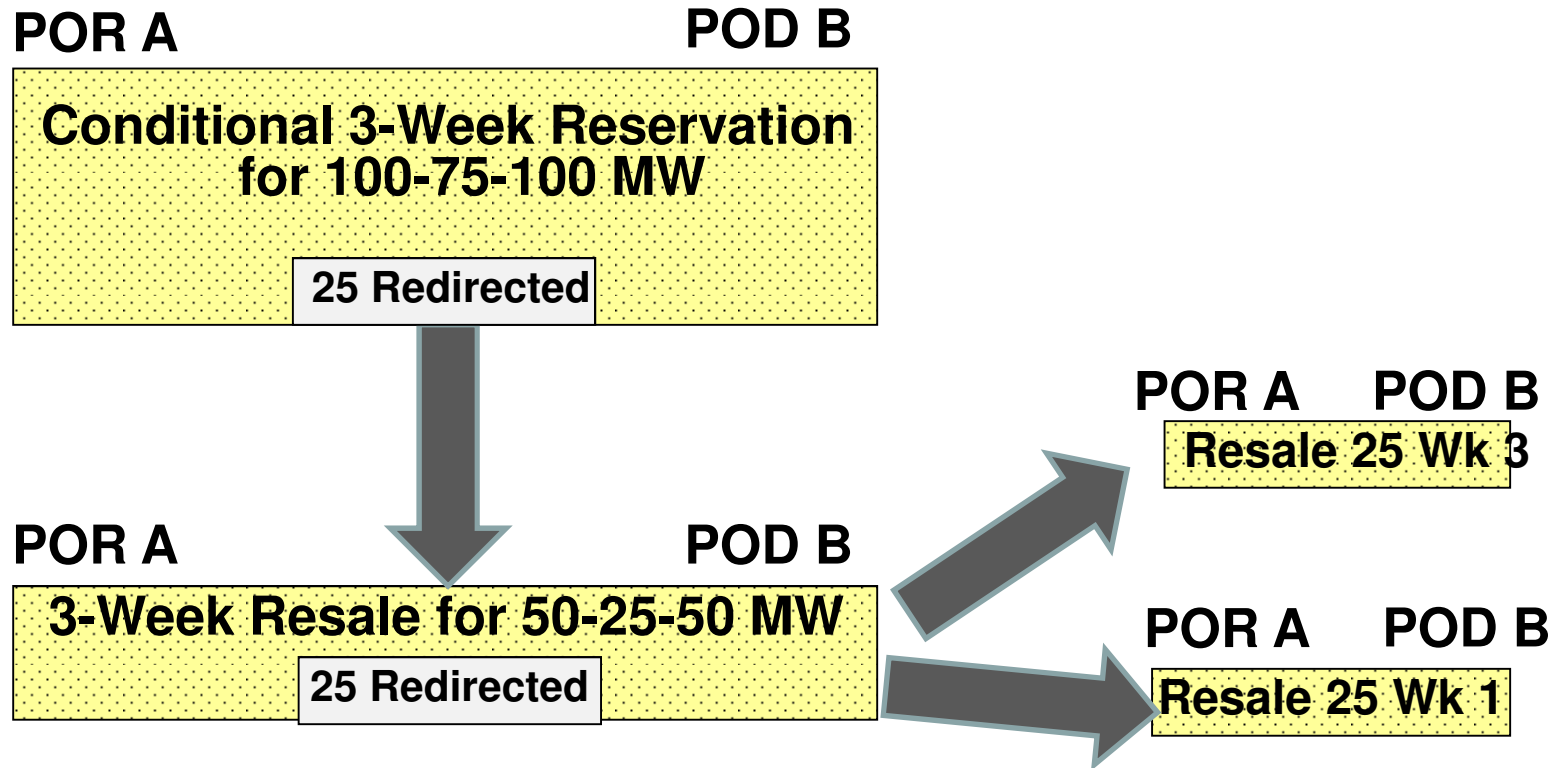 POR A POD B
Conditional 3-Week Reservation
for 100-75-100 MW
25 Redirected
POR A POD B
3-Week Resale for 50-25-50 MW
25 Redirected
POR A POD B
Resale 25 Wk 3
POR A POD B
Resale 25 Wk 1